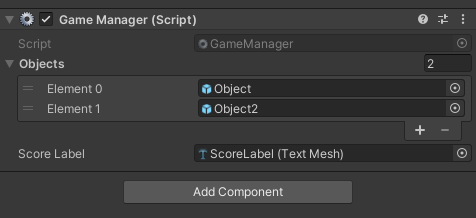 Game Manager (Script)
Script GameManager
Objects 2
Element 0 Object
Element 1 Object2
Score Label ScoreLabel (Text Mesh)
Add Component